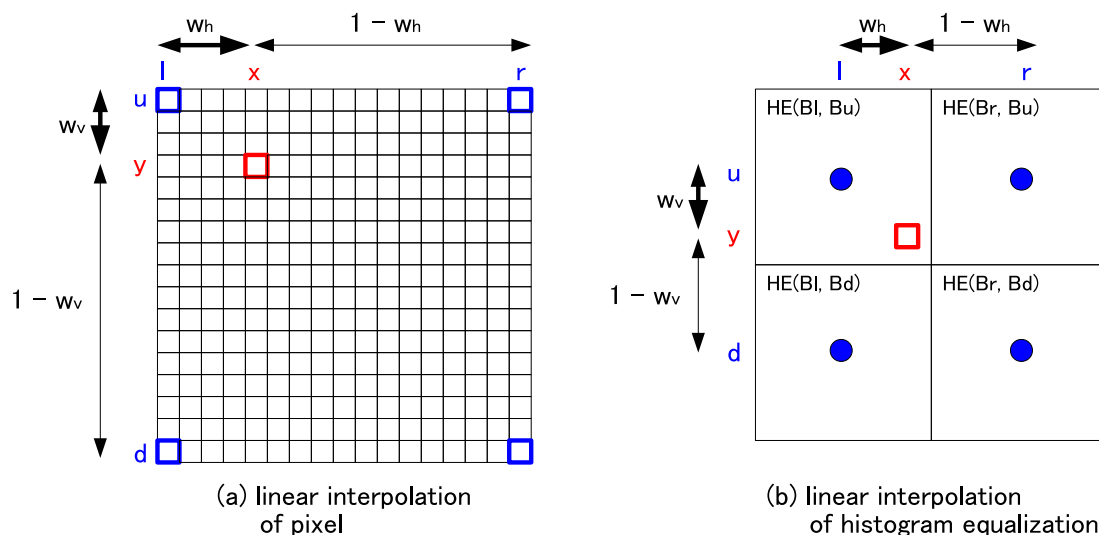 wh
1 − wh
l
x
r
u
wv
y
1 − wv
d
(a) linear interpolation
of pixel
wh
1 − wh
l
x
r
HE(Bl, Bu)
HE(Br, Bu)
u
wv
y
HE(Bl, Bd)
HE(Br, Bd)
1 − wv
d
(b) linear interpolation
of histogram equalization